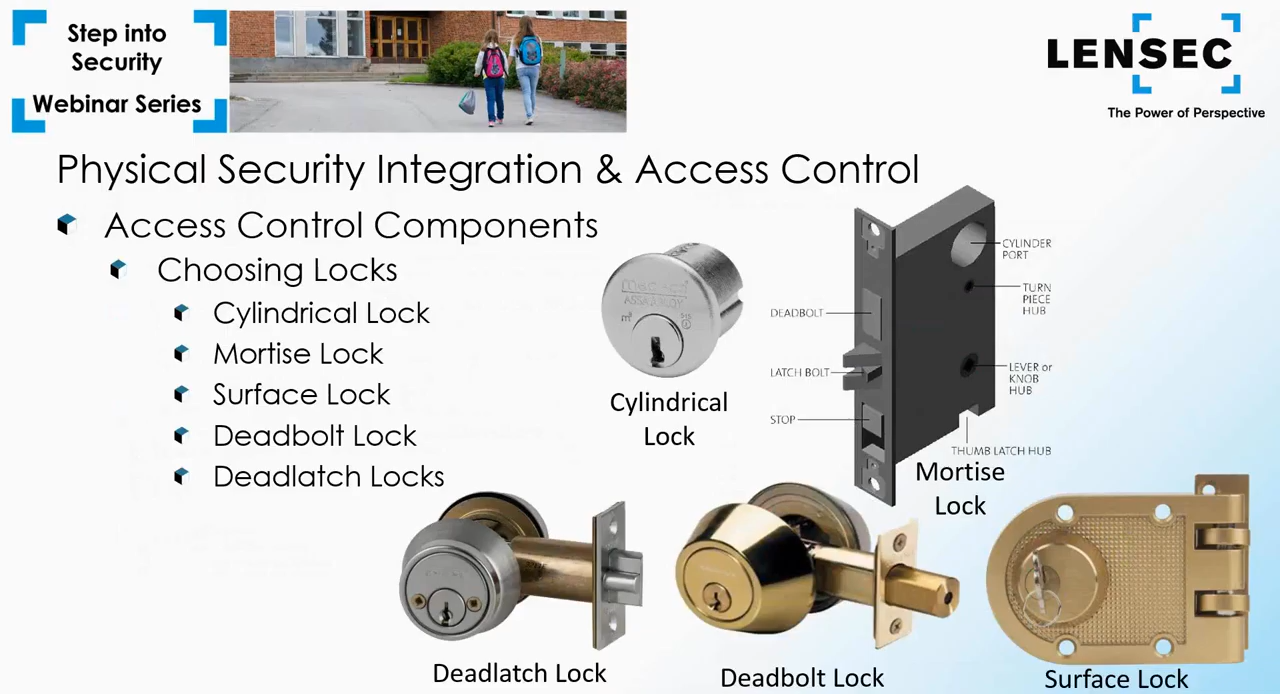 Step into
Security
Webinar Series
LENSEC
The Power of Perspective
Physical Security Integration & Access Control
Access Control Components
Choosing Locks
Cylindrical Lock
Mortise Lock
Surface Lock
Deadbolt Lock
Deadlatch Locks
ASSA ABLOY
Cylindrical
Lock
CYLINDER
PORT
TURN
PIECE
HUB
DEADBOLT
LATCH BOLT
LEVER or
KNOB
HUB
STOP
THUMB LATCH HUB
Mortise
Lock
Deadlatch Lock
Deadbolt Lock
Surface Lock